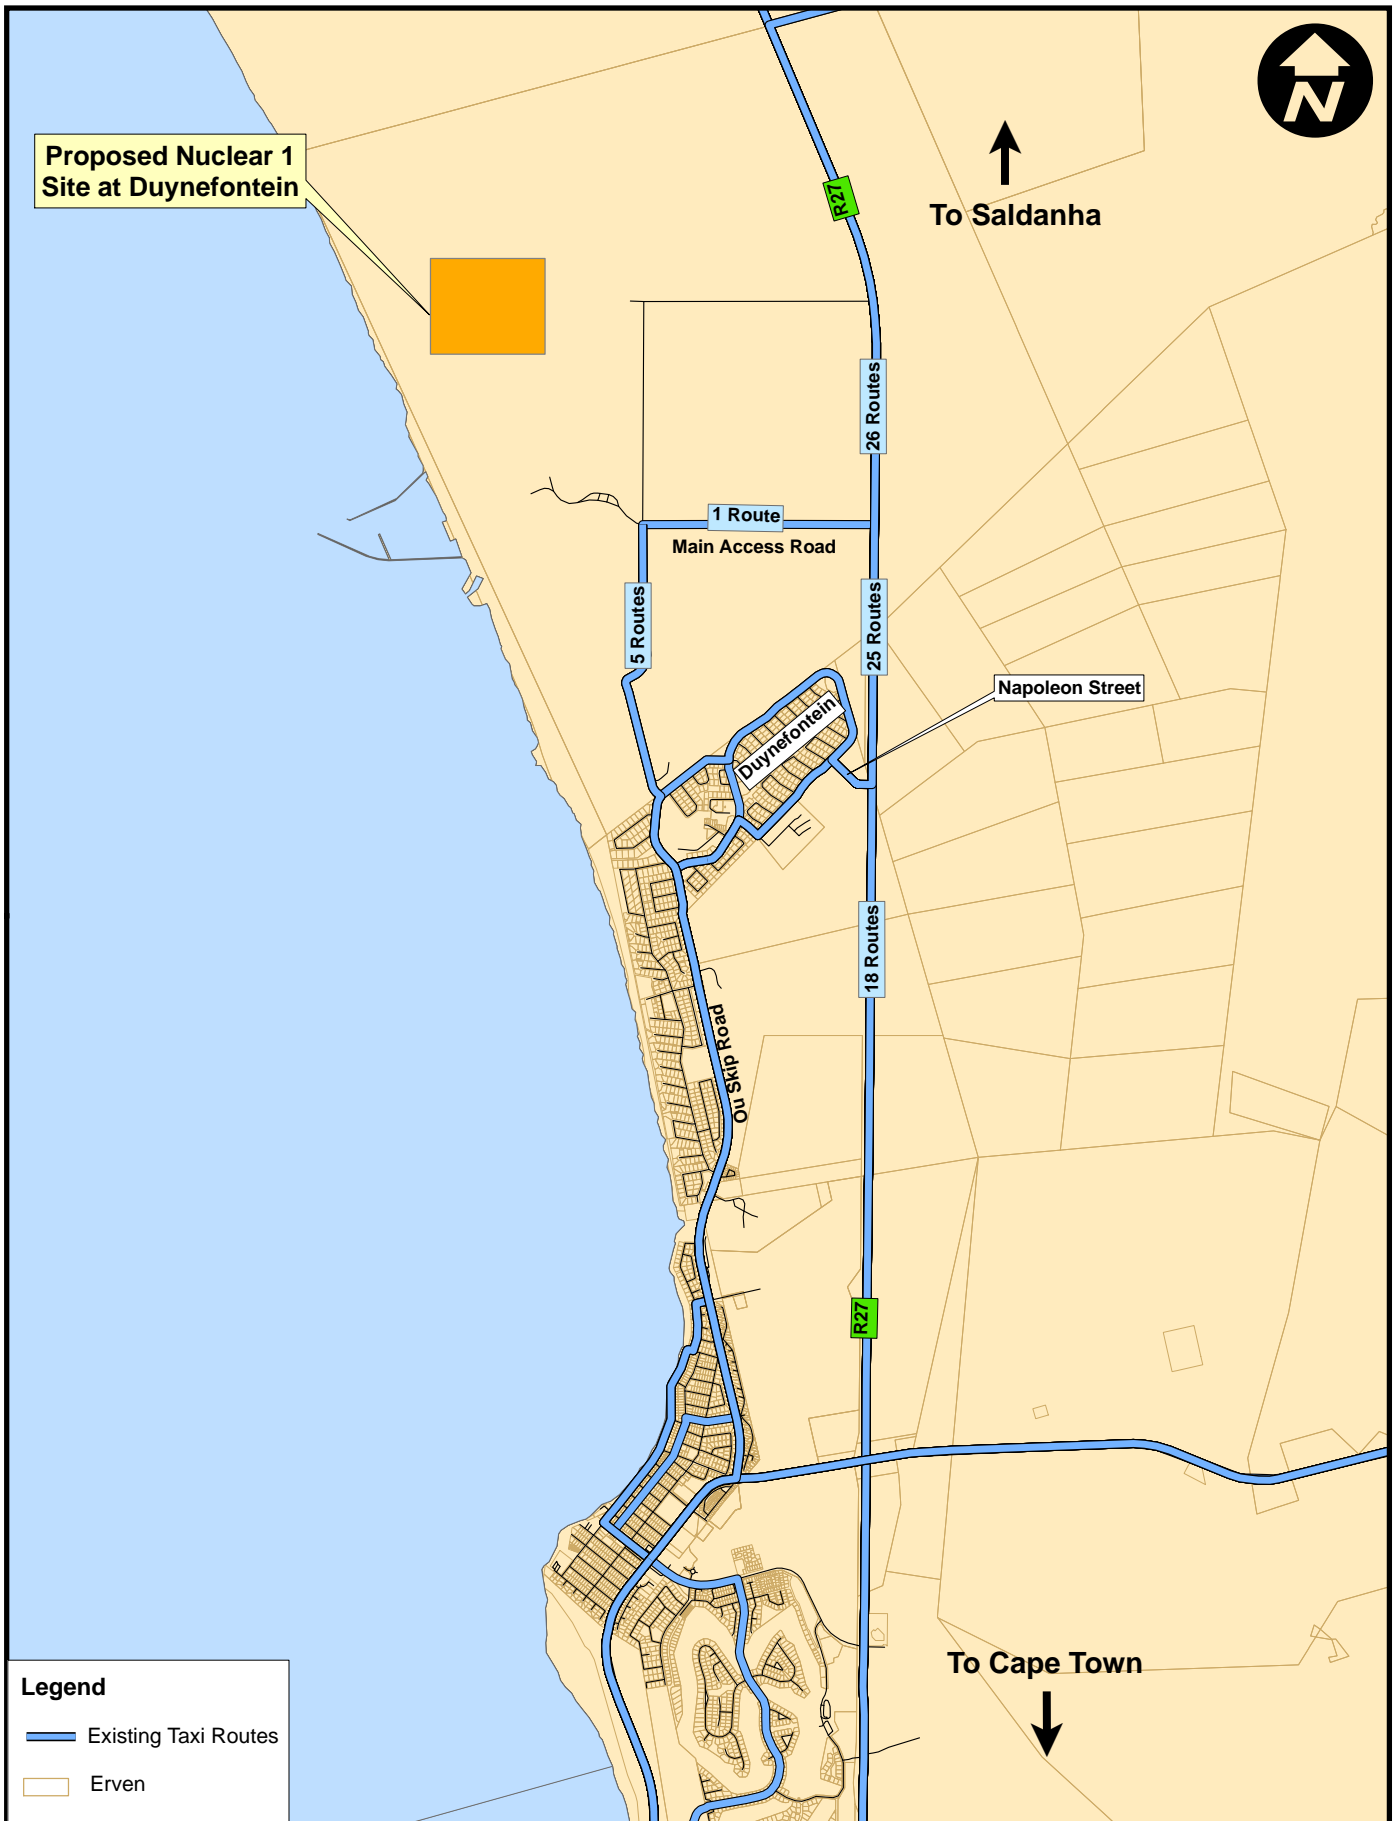 N
Proposed Nuclear 1
Site at Duynefontein
R27
To Saldanha
26 Routes
1 Route
Main Access Road
5 Routes
25 Routes
Napoleon Street
Duynefontein
18 Routes
Ou Skip Road
R27
To Cape Town
Legend
Existing Taxi Routes
Erven